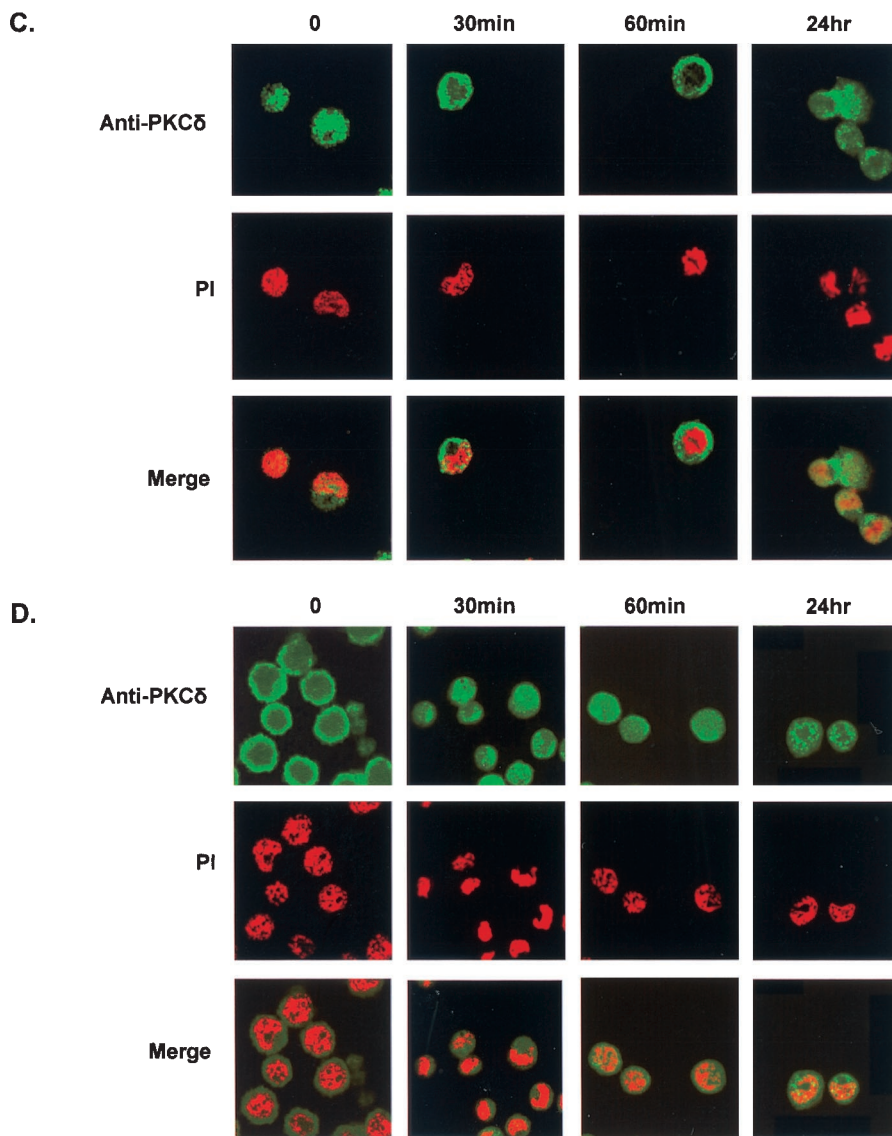 C.
0 30min 60min 24hr
Anti-PKCδ
PI
Merge
D.
0 30min 60min 24hr
Anti-PKCδ
PI
Merge